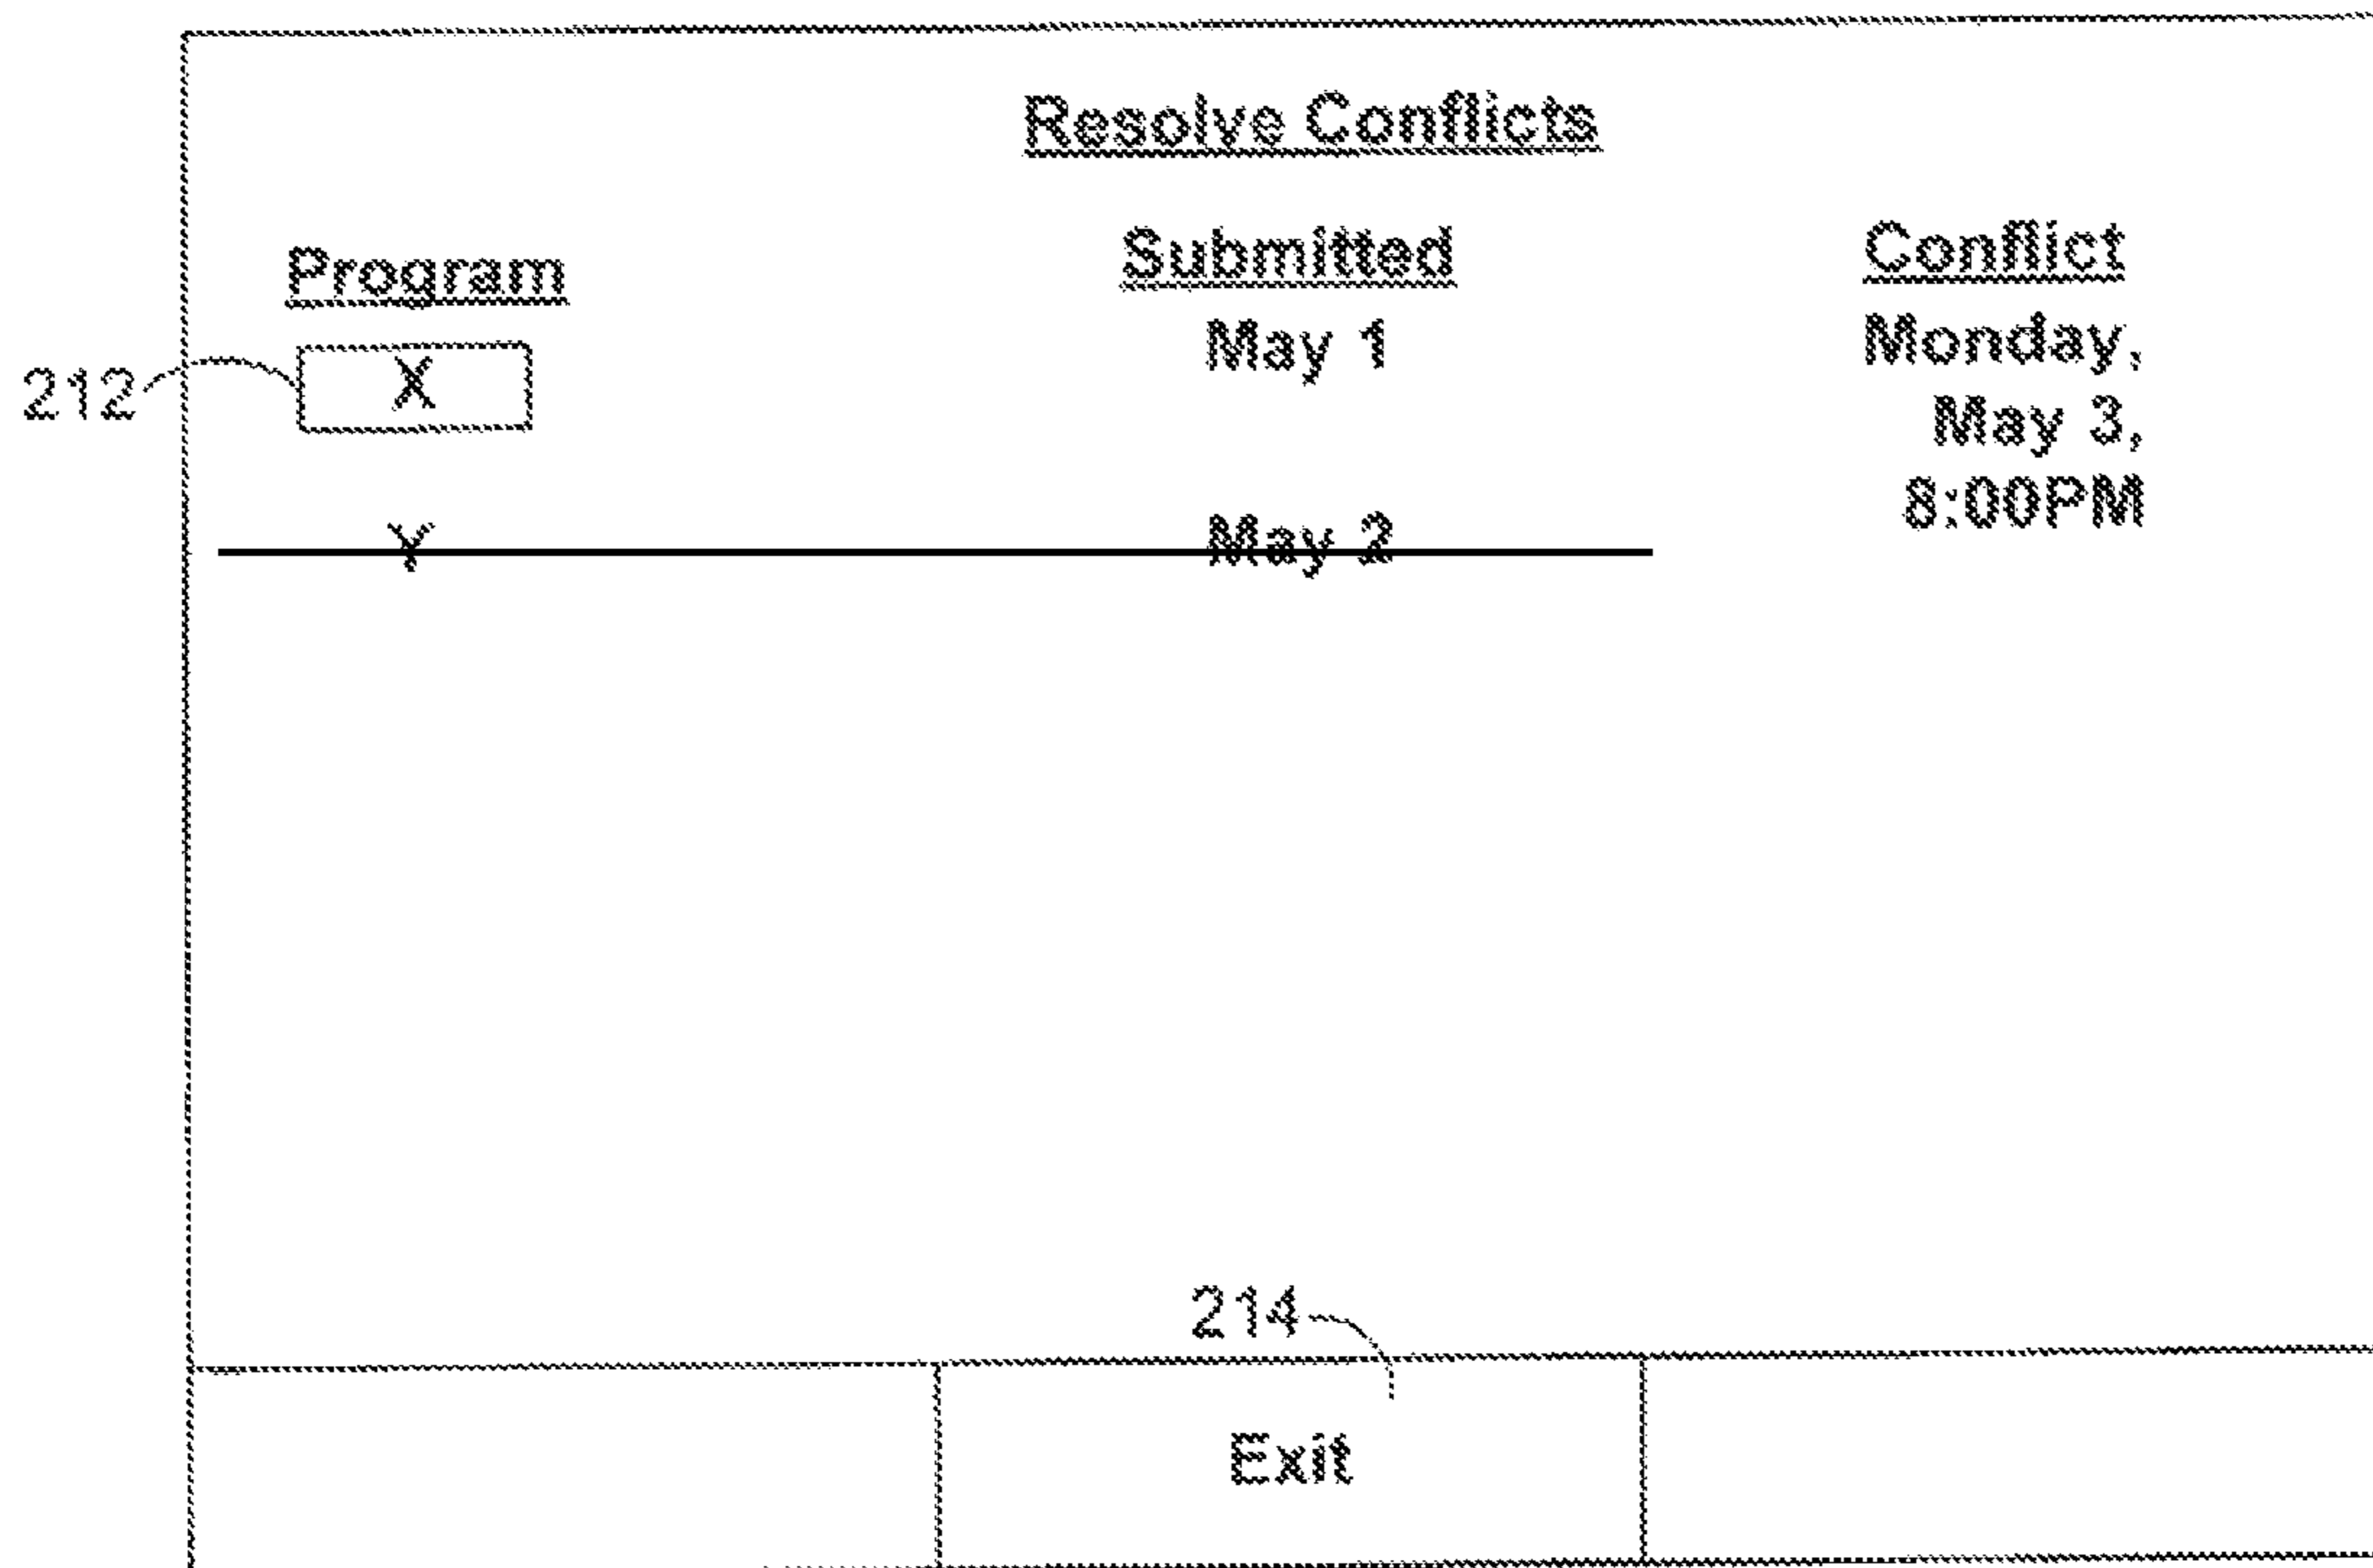 Resolve Conflicts
Program Submitted Conflict
212 X May 1 Monday,
May 3,
8:00PM
Y May 2
214
Exit